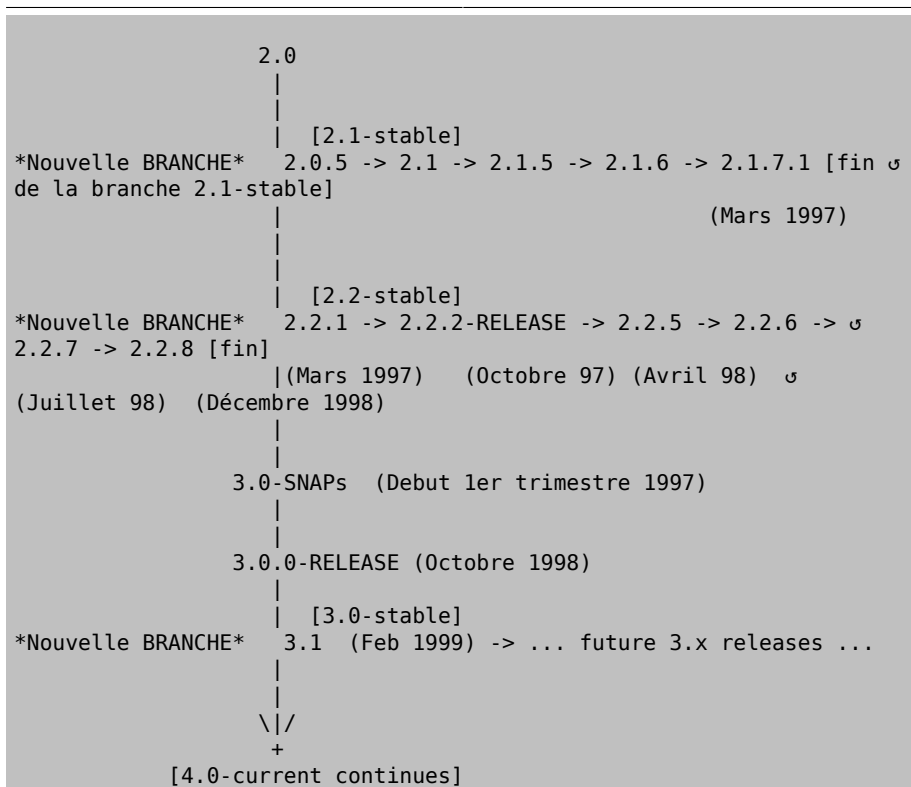 2.0
|
|
| [2.1-stable]
*Nouvelle BRANCHE* 2.0.5 -> 2.1 -> 2.1.5 -> 2.1.6 -> 2.1.7.1 [fin ↺
de la branche 2.1-stable]
| (Mars 1997)
|
|
| [2.2-stable]
*Nouvelle BRANCHE* 2.2.1 -> 2.2.2-RELEASE -> 2.2.5 -> 2.2.6 -> ↺
2.2.7 -> 2.2.8 [fin]
|(Mars 1997) (Octobre 97) (Avril 98) ↺
(Juillet 98) (Décembre 1998)
|
|
3.0-SNAPs (Debut 1er trimestre 1997)
|
|
3.0.0-RELEASE (Octobre 1998)
|
| [3.0-stable]
*Nouvelle BRANCHE* 3.1 (Feb 1999) -> ... future 3.x releases ...
|
|
\|/
+
[4.0-current continues]